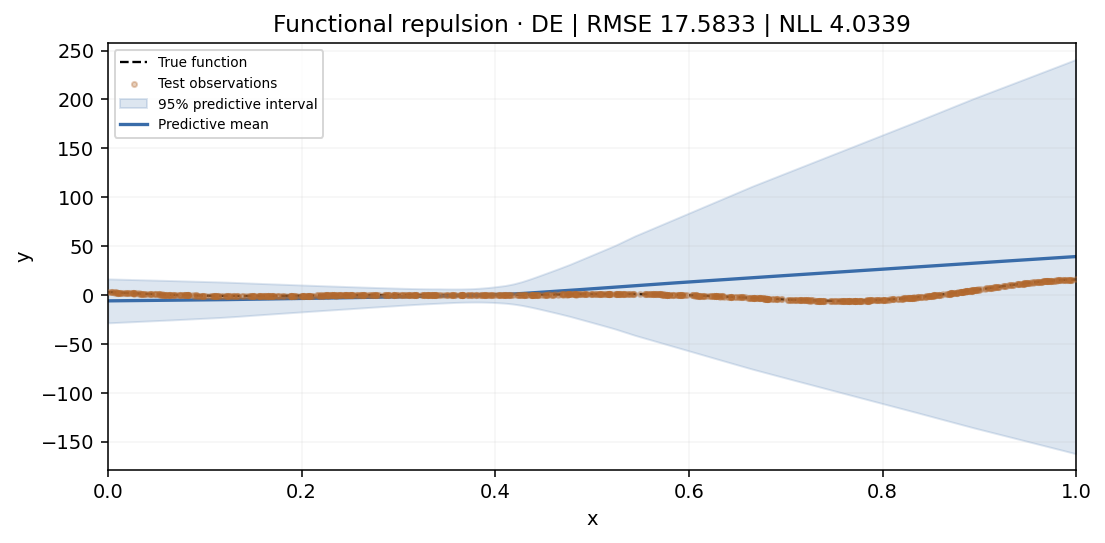 Functional repulsion · DE | RMSE 17.5833 | NLL 4.0339
True function
Test observations
95% predictive interval
Predictive mean
250
200
150
100
50
0
−50
−100
−150
y
0.0 0.2 0.4 0.6 0.8 1.0
x